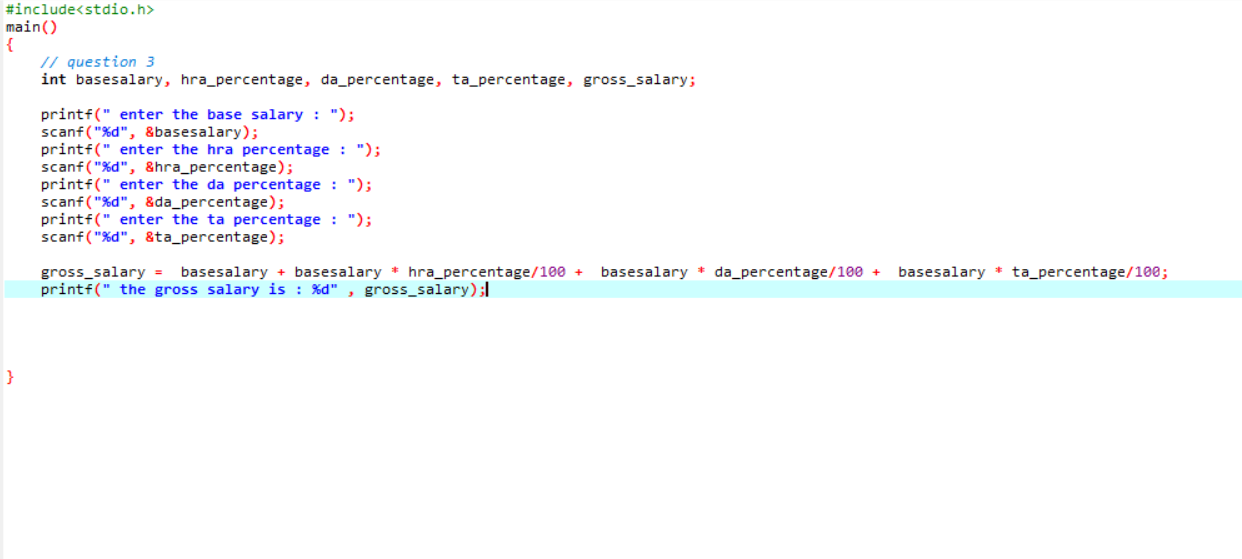 #include<stdio.h>
main()
{
    // question 3
    int basesalary, hra_percentage, da_percentage, ta_percentage, gross_salary;
    printf(" enter the base salary : ");
    scanf("%d", &basesalary);
    printf(" enter the hra percentage : ");
    scanf("%d", &hra_percentage);
    printf(" enter the da percentage : ");
    scanf("%d", &da_percentage);
    printf(" enter the ta percentage : ");
    scanf("%d", &ta_percentage);
    gross_salary =  basesalary + basesalary * hra_percentage/100 +  basesalary * da_percentage/100 +  basesalary * ta_percentage/100;
    printf(" the gross salary is : %d" , gross_salary);
}